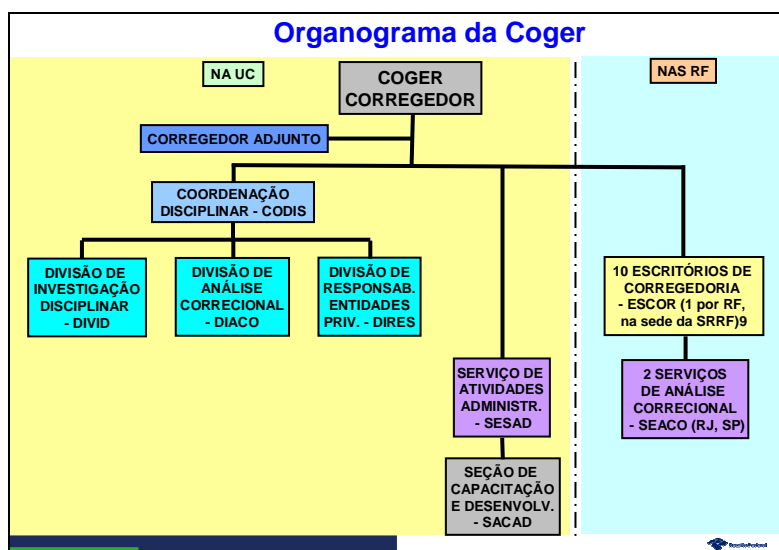 Organograma da Coger
NA UC
COGER
CORREGEDOR
NAS RF
CORREGEDOR ADJUNTO
COORDENAÇÃO
DISCIPLINAR - CODIS
DIVISÃO DE
INVESTIGAÇÃO
DISCIPLINAR
- DIVID
DIVISÃO DE
ANÁLISE
CORRECIONAL
- DIACO
DIVISÃO DE
RESPONSAB.
ENTIDADES
PRIV. - DIRES
10 ESCRITÓRIOS DE
CORREGEDORIA
- ESCOR (1 por RF,
na sede da SRRF)9
SERVIÇO DE
ATIVIDADES
ADMINISTR.
- SESAD
2 SERVIÇOS
DE ANÁLISE
CORRECIONAL
- SEACO (RJ, SP)
SEÇÃO DE
CAPACITAÇÃO
E DESENVOLV.
- SACAD
Receita Federal